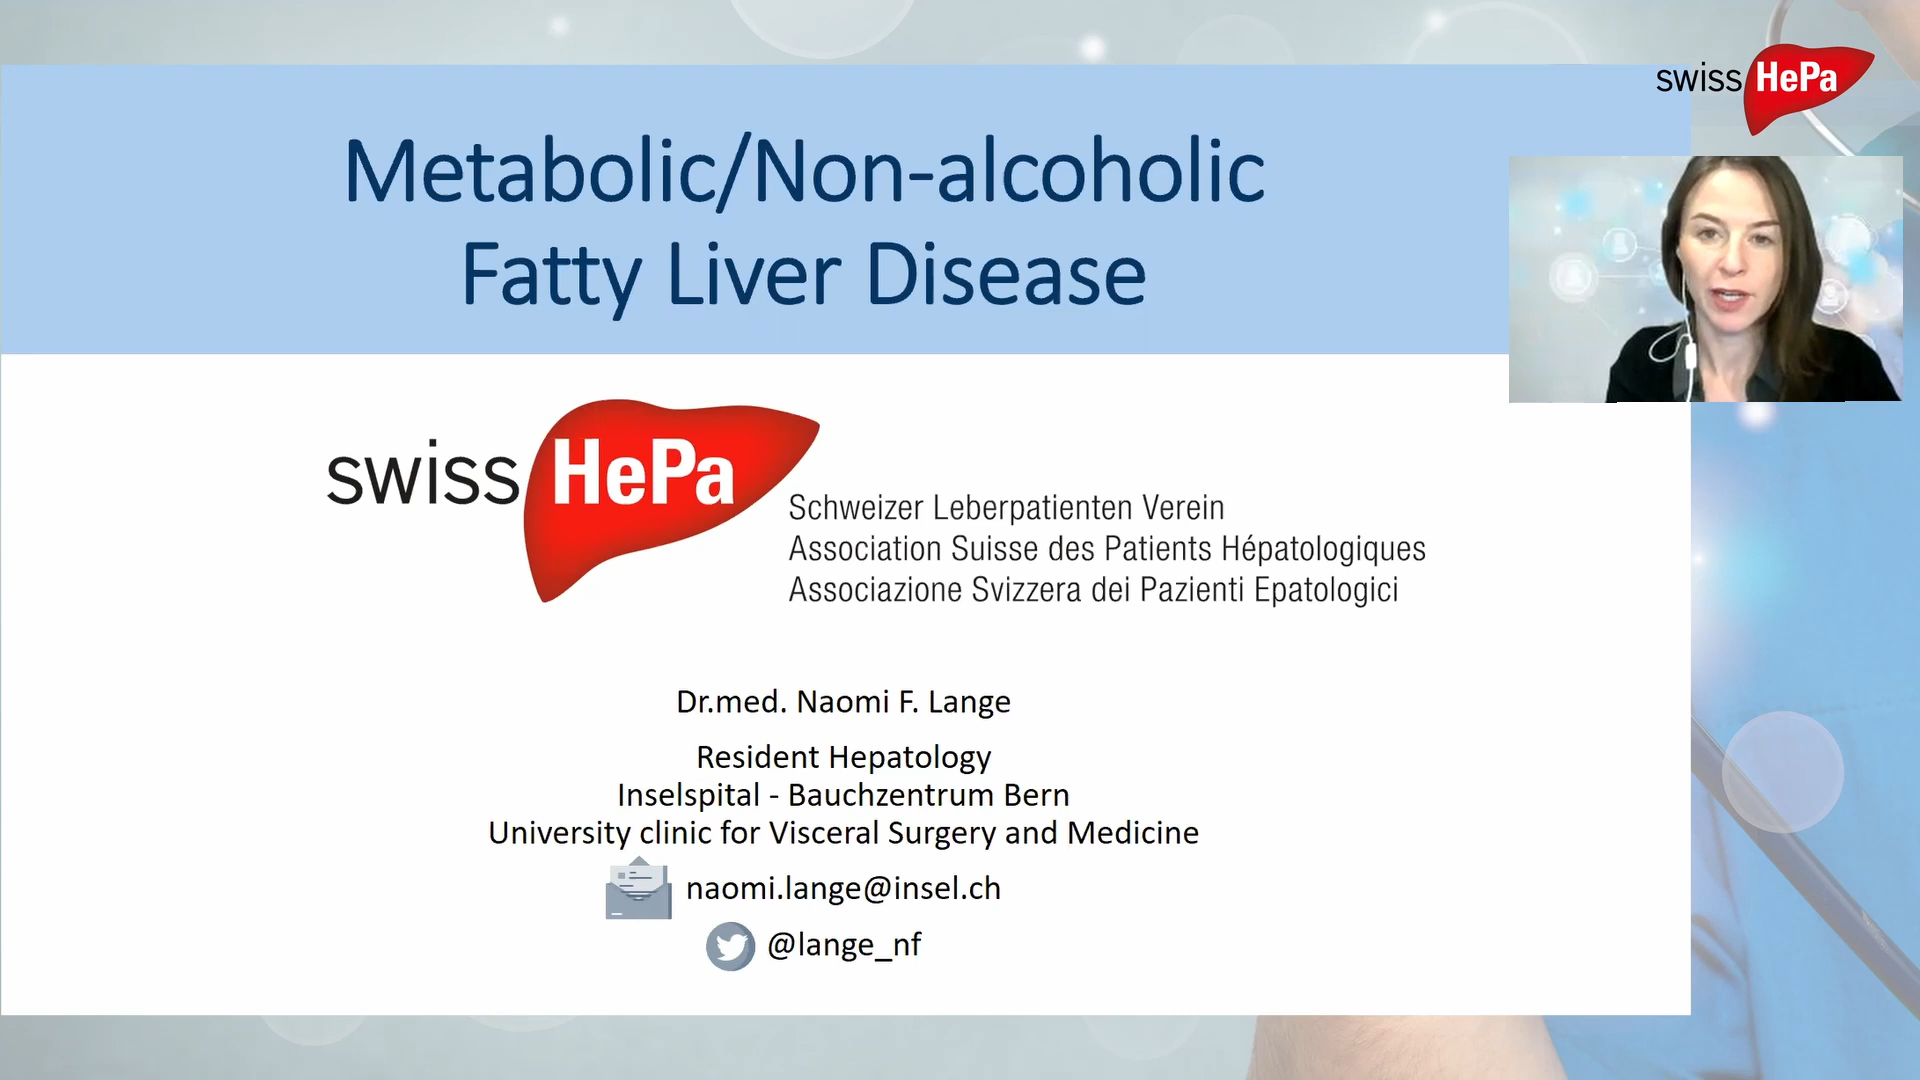 swiss HePa
Metabolic/Non-alcoholic
Fatty Liver Disease
swiss HePa
Schweizer Leberpatienten Verein
Association Suisse des Patients Hépatologiques
Associazione Svizzera dei Pazienti Epatologici
Dr.med. Naomi F. Lange
Resident Hepatology
Inselspital - Bauchzentrum Bern
University clinic for Visceral Surgery and Medicine
naomi.lange@insel.ch
@lange_nf